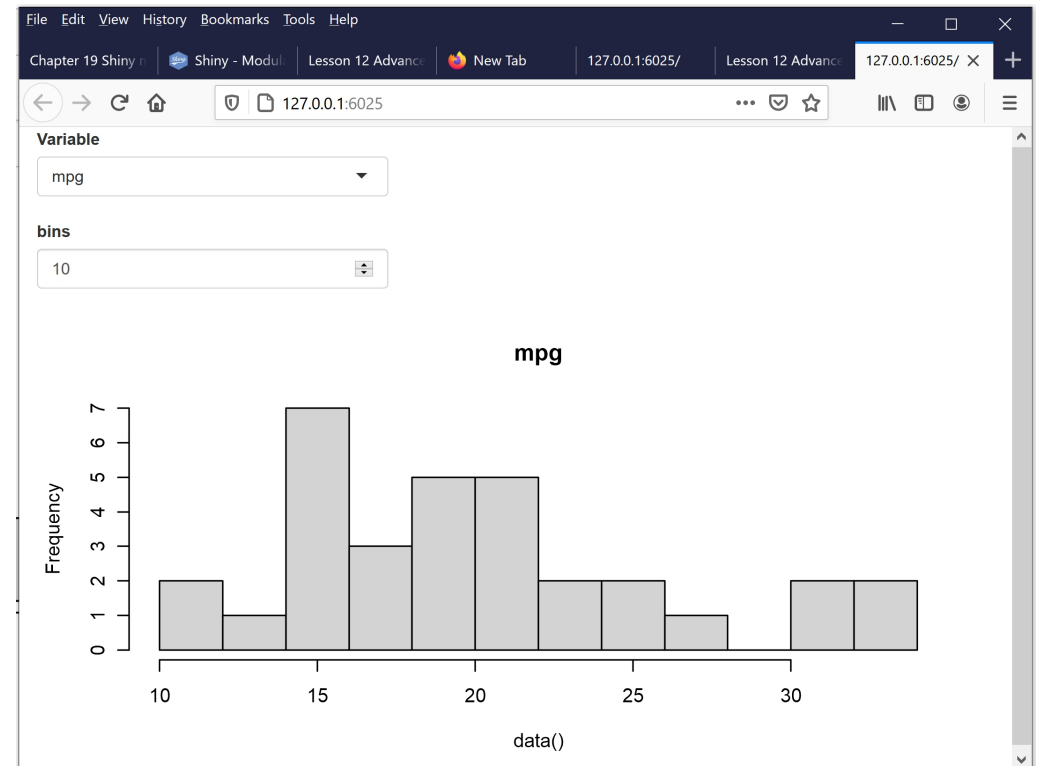 File Edit View History Bookmarks Tools Help
Chapter 19 Shiny Shiny - Modul Lesson 12 Advance New Tab 127.0.0.1:6025/ Lesson 12 Advance 127.0.0.1:6025/
127.0.0.1:6025
Variable
mpg
bins
10
mpg
Frequency
7
6
5
4
3
2
1
0
10 15 20 25 30
data()